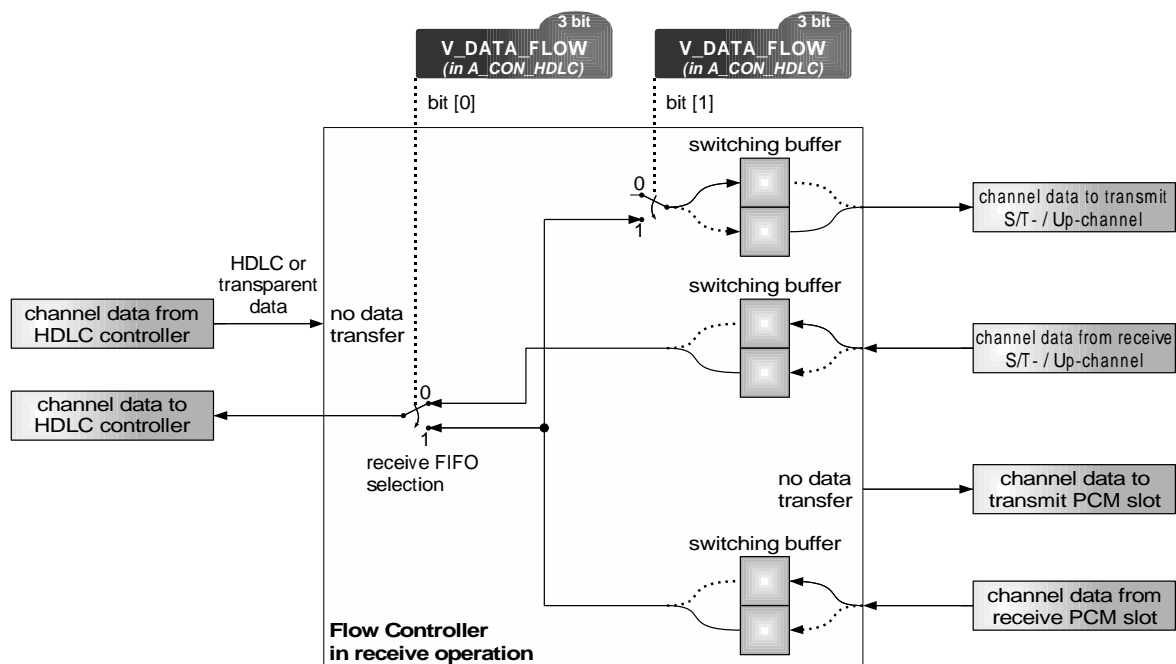 3 bit
V_DATA_FLOW
(in A_CON_HDLC)
3 bit
V_DATA_FLOW
(in A_CON_HDLC)
bit [0]
bit [1]
switching buffer
0
1
channel data to transmit
S/T- / Up-channel
HDLC or
transparent
data
channel data from
HDLC controller
no data
transfer
switching buffer
channel data from receive
S/T- / Up-channel
channel data to
HDLC controller
0
1
receive FIFO
selection
no data
transfer
channel data to
transmit PCM slot
switching buffer
channel data from
receive PCM slot
Flow Controller
in receive operation